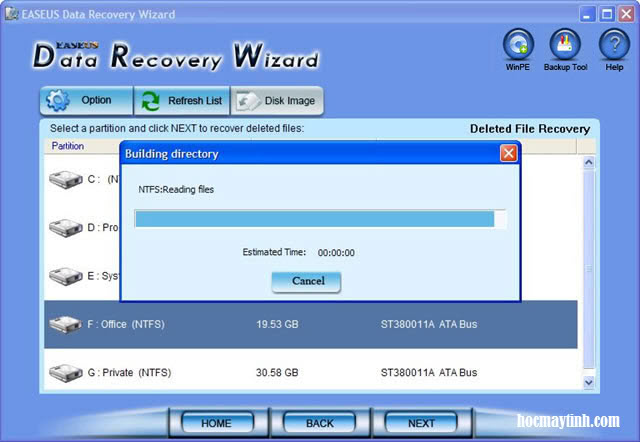 EASEUS Data Recovery Wizard
EASEUS
Data Recovery Wizard
WinPE
Backup Tool
Help
Option
Refresh List
Disk Image
Select a partition and click NEXT to recover deleted files:
Deleted File Recovery
Partition
C : (N
D : Pro
E : Syst
Building directory
NTFS:Reading files
Estimated Time: 00:00:00
Cancel
F : Office (NTFS) 19.53 GB ST380011A ATA Bus
G : Private (NTFS) 30.58 GB ST380011A ATA Bus
HOME
BACK
NEXT
hocmaytinh.com